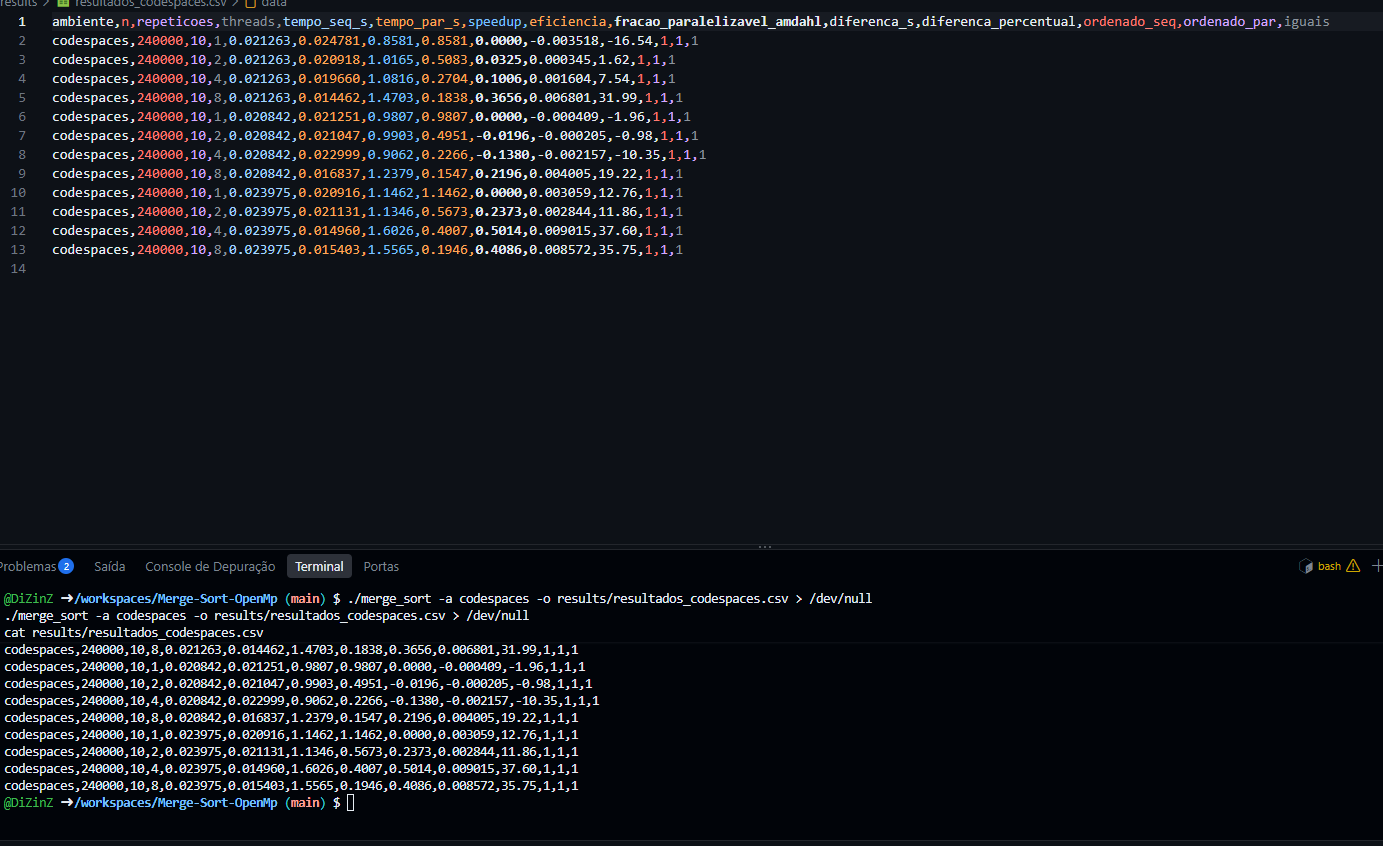 results > resultados_codespaces.csv > data
1 ambiente,n,repeticoes,threads,tempo_seq_s,tempo_par_s,speedup,eficiencia,fracao_paralelizavel_amdahl,diferenca_s,diferenca_percentual,ordenado_seq,ordenado_par,iguais
2 codespaces,240000,10,1,0.021263,0.024781,0.8581,0.8581,0.0000,-0.003518,-16.54,1,1,1
3 codespaces,240000,10,2,0.021263,0.020918,1.0165,0.5083,0.0325,0.000345,1.62,1,1,1
4 codespaces,240000,10,4,0.021263,0.019660,1.0816,0.2704,0.1006,0.001604,7.54,1,1,1
5 codespaces,240000,10,8,0.021263,0.014462,1.4703,0.1838,0.3656,0.006801,31.99,1,1,1
6 codespaces,240000,10,1,0.020842,0.021251,0.9807,0.9807,0.0000,-0.000409,-1.96,1,1,1
7 codespaces,240000,10,2,0.020842,0.021047,0.9903,0.4951,-0.0196,-0.000205,-0.98,1,1,1
8 codespaces,240000,10,4,0.020842,0.022999,0.9062,0.2266,-0.1380,-0.002157,-10.35,1,1,1
9 codespaces,240000,10,8,0.020842,0.016837,1.2379,0.1547,0.2196,0.004005,19.22,1,1,1
10 codespaces,240000,10,1,0.023975,0.020916,1.1462,1.1462,0.0000,0.003059,12.76,1,1,1
11 codespaces,240000,10,2,0.023975,0.021131,1.1346,0.5673,0.2373,0.002844,11.86,1,1,1
12 codespaces,240000,10,4,0.023975,0.014960,1.6026,0.4007,0.5014,0.009015,37.60,1,1,1
13 codespaces,240000,10,8,0.023975,0.015403,1.5565,0.1946,0.4086,0.008572,35.75,1,1,1
14
Problemas 2 Saída Console de Depuração Terminal Portas bash
@DiZinZ ➜/workspaces/Merge-Sort-OpenMp (main) $ ./merge_sort -a codespaces -o results/resultados_codespaces.csv > /dev/null
./merge_sort -a codespaces -o results/resultados_codespaces.csv > /dev/null
cat results/resultados_codespaces.csv
codespaces,240000,10,8,0.021263,0.014462,1.4703,0.1838,0.3656,0.006801,31.99,1,1,1
codespaces,240000,10,1,0.020842,0.021251,0.9807,0.9807,0.0000,-0.000409,-1.96,1,1,1
codespaces,240000,10,2,0.020842,0.021047,0.9903,0.4951,-0.0196,-0.000205,-0.98,1,1,1
codespaces,240000,10,4,0.020842,0.022999,0.9062,0.2266,-0.1380,-0.002157,-10.35,1,1,1
codespaces,240000,10,8,0.020842,0.016837,1.2379,0.1547,0.2196,0.004005,19.22,1,1,1
codespaces,240000,10,1,0.023975,0.020916,1.1462,1.1462,0.0000,0.003059,12.76,1,1,1
codespaces,240000,10,2,0.023975,0.021131,1.1346,0.5673,0.2373,0.002844,11.86,1,1,1
codespaces,240000,10,4,0.023975,0.014960,1.6026,0.4007,0.5014,0.009015,37.60,1,1,1
codespaces,240000,10,8,0.023975,0.015403,1.5565,0.1946,0.4086,0.008572,35.75,1,1,1
@DiZinZ ➜/workspaces/Merge-Sort-OpenMp (main) $